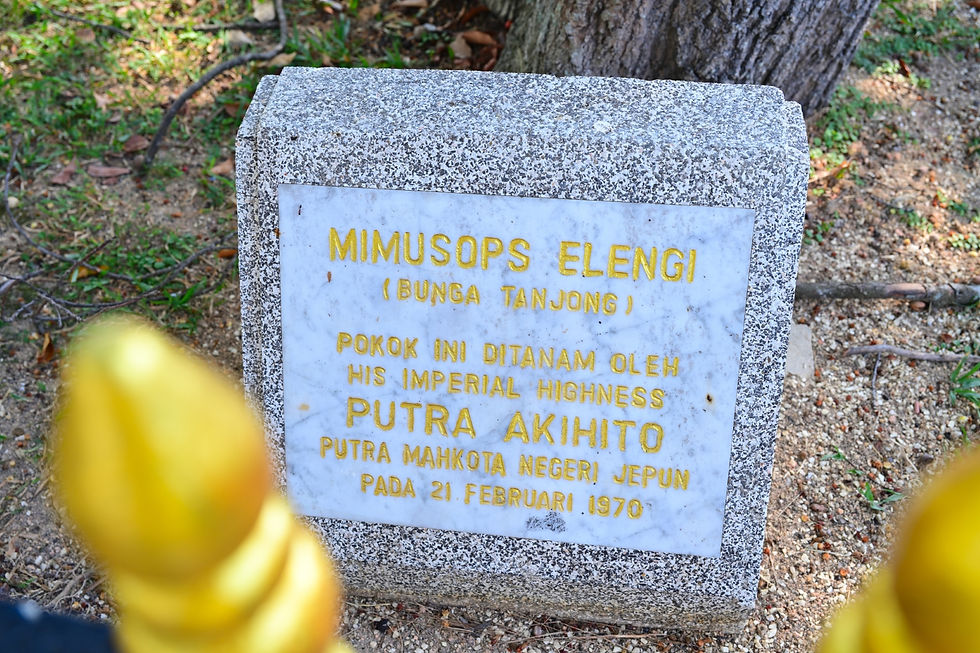 MIMUSOPS ELENGI
(BUNGA TANJONG)
POKOK INI DITANAM OLEH
HIS IMPERIAL HIGHNESS
PUTRA AKIHITO
PUTRA MAHKOTA NEGERI JEPUN
PADA 21 FEBRUARI 1970